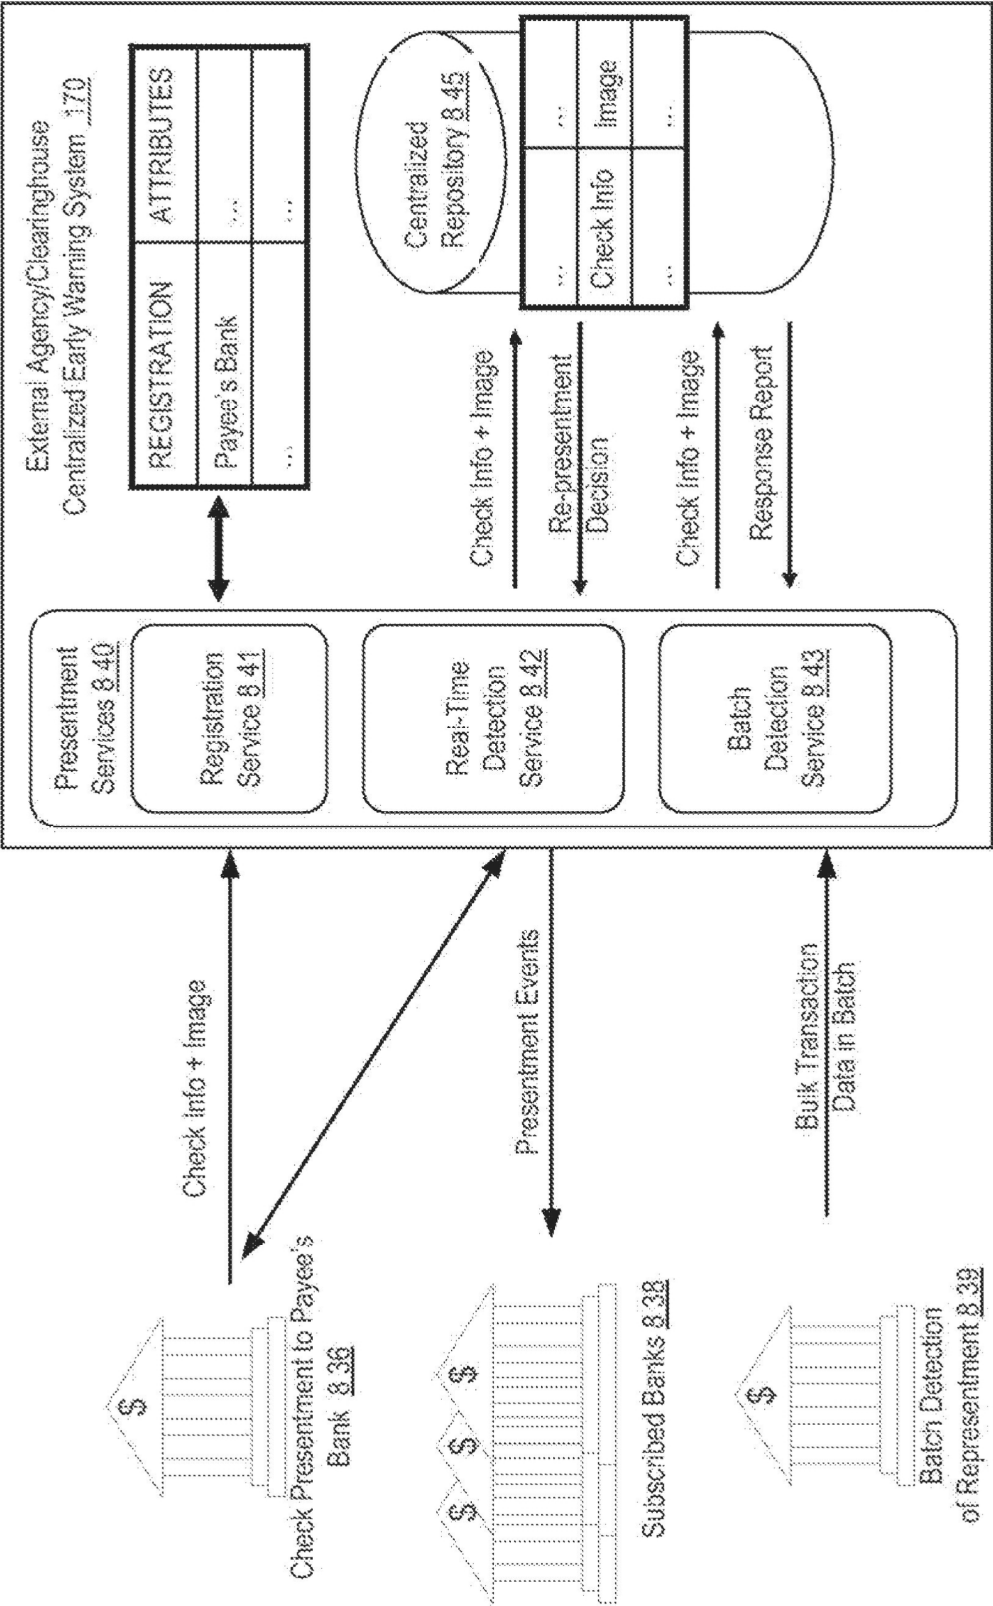 External Agency/Clearinghouse
Centralized Early Warning System 170
REGISTRATION ATTRIBUTES
Payee's Bank ...
... ...
Centralized
Repository 8 45
... ...
Check Info Image
... ...
Check Info + Image
Re-presentment
Decision
Check Info + Image
Response Report
Presentment
Services 8 40
Registration
Service 8 41
Real-Time
Detection
Service 8 42
Batch
Detection
Service 8 43
Check Info + Image
Presentment Events
Bulk Transaction
Data in Batch
$
Check Presentment to Payee's
Bank 8 36
$ $ $
Subscribed Banks 8 38
$
Batch Detection
of Representment 8 39